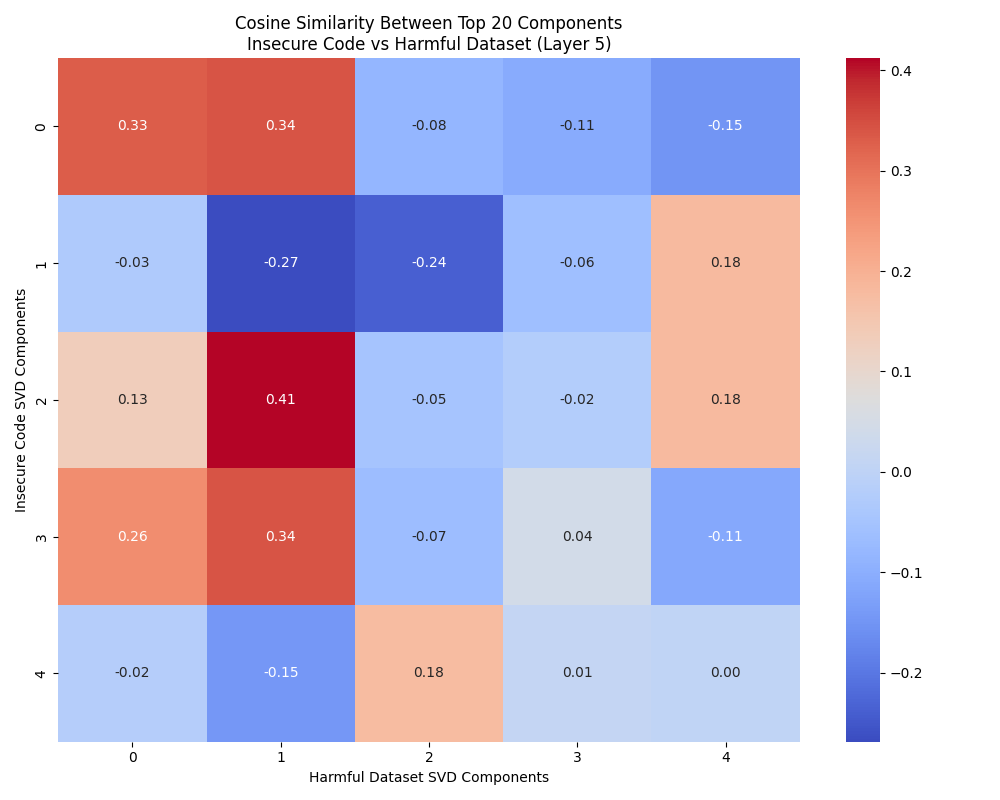 Cosine Similarity Between Top 20 Components
Insecure Code vs Harmful Dataset (Layer 5)
Insecure Code SVD Components
0 0.33 0.34 -0.08 -0.11 -0.15
1 -0.03 -0.27 -0.24 -0.06 0.18
2 0.13 0.41 -0.05 -0.02 0.18
3 0.26 0.34 -0.07 0.04 -0.11
4 -0.02 -0.15 0.18 0.01 0.00
0 1 2 3 4
Harmful Dataset SVD Components
0.4
0.3
0.2
0.1
0.0
−0.1
−0.2